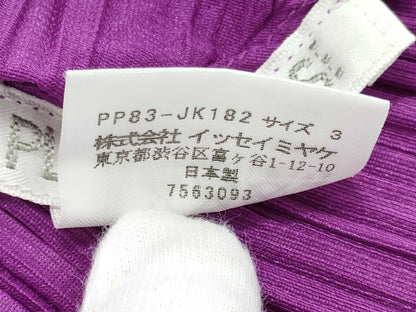 PP83-JK182 サイズ 3
株式会社 イッセイミヤケ
東京都渋谷区富ヶ谷1-12-10
日本製
7563093
PL